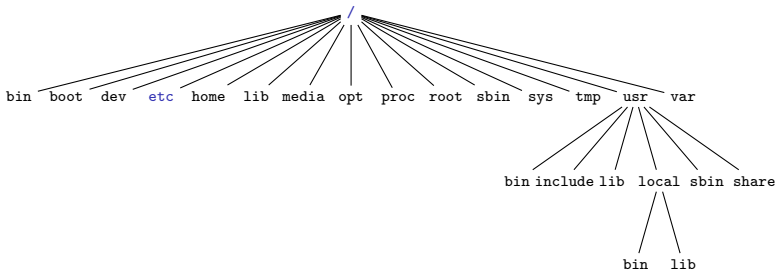 /
bin boot dev etc home lib media opt proc root sbin sys tmp usr var
bin include lib local sbin share
bin lib